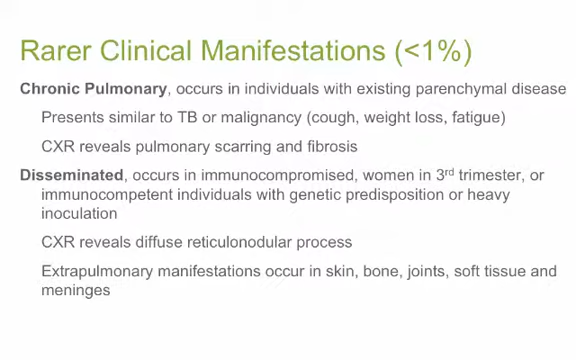 Rarer Clinical Manifestations (<1%)
Chronic Pulmonary, occurs in individuals with existing parenchymal disease
Presents similar to TB or malignancy (cough, weight loss, fatigue)
CXR reveals pulmonary scarring and fibrosis
Disseminated, occurs in immunocompromised, women in 3rd trimester, or
immunocompetent individuals with genetic predisposition or heavy
inoculation
CXR reveals diffuse reticulonodular process
Extrapulmonary manifestations occur in skin, bone, joints, soft tissue and
meninges